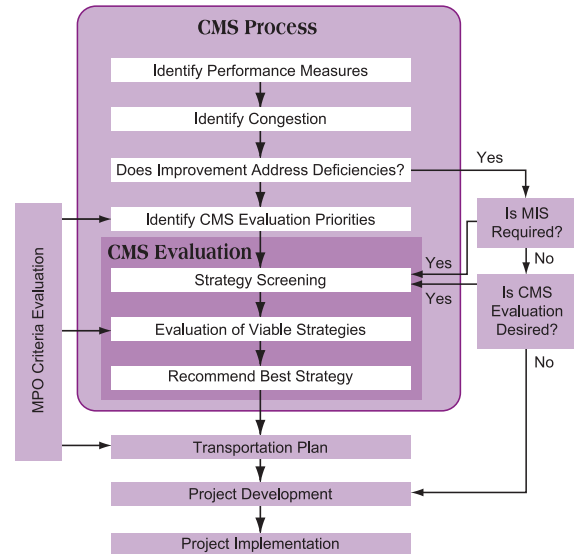 CMS Process
Identify Performance Measures
Identify Congestion
Does Improvement Address Deficiencies?
Yes
Identify CMS Evaluation Priorities
Is MIS
Required?
CMS Evaluation
Yes
No
Strategy Screening
Yes
Is CMS
Evaluation
Desired?
MPO Criteria Evaluation
Evaluation of Viable Strategies
No
Recommend Best Strategy
Transportation Plan
Project Development
Project Implementation